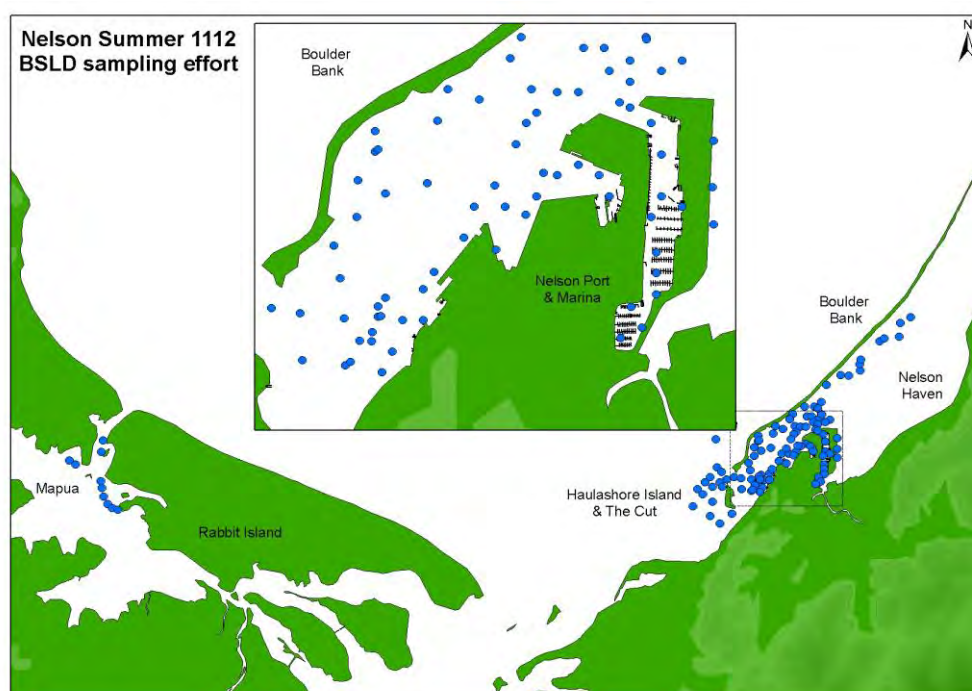 Nelson Summer 1112
BSLD sampling effort
Boulder
Bank
N
Nelson Port
& Marina
Boulder
Bank
Nelson
Haven
Mapua
Haulashore Island
& The Cut
Rabbit Island